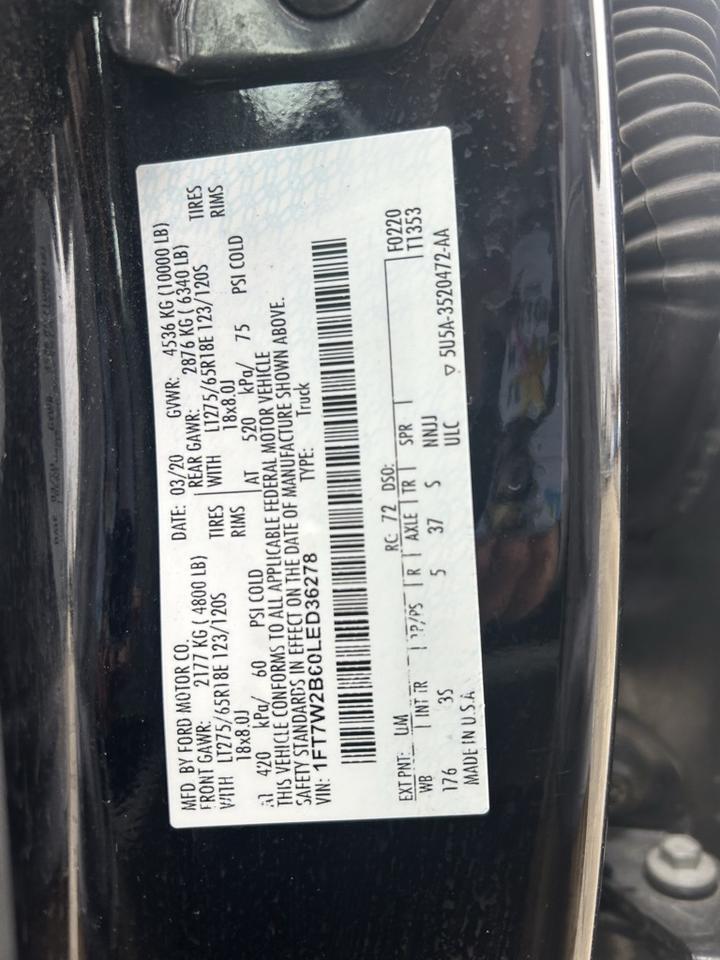 MFD BY FORD MOTOR CO. DATE: 03/20 GVWR: 4536 KG (10000 LB)
FRONT GAWR: 2177 KG ( 4800 LB) REAR GAWR: 2876 KG ( 6340 LB)
WITH LT275/65R18E 123/120S TIRES WITH LT275/65R18E 123/120S TIRES
18x8.0J RIMS 18x8.0J RIMS
AT 420 kPa/ 60 PSI COLD AT 520 kPa/ 75 PSI COLD
THIS VEHICLE CONFORMS TO ALL APPLICABLE FEDERAL MOTOR VEHICLE
SAFETY STANDARDS IN EFFECT ON THE DATE OF MANUFACTURE SHOWN ABOVE.
VIN: 1FT7W2BC0LED36278 TYPE: Truck
F0220
EXT PNT: UM RC: 72 DSO: T1353
WB INT TR TP/PS R AXLE TR SPR
176 3S 5 37 S NNJJ
MADE IN U.S.A ULC ▽ 5U5A-3520472-AA